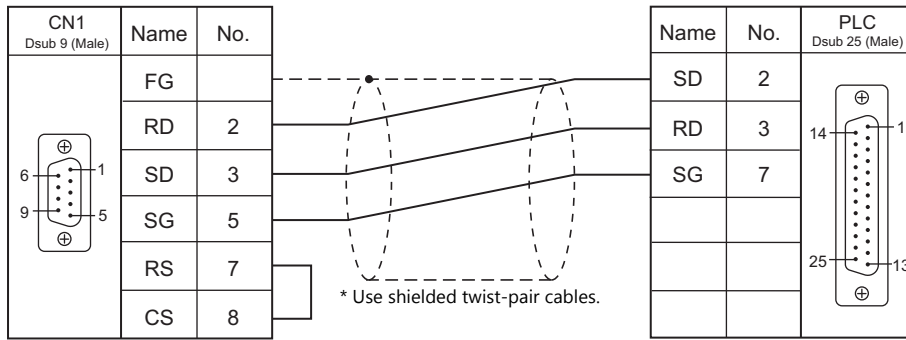 CN1
Dsub 9 (Male)
Name No.
FG
RD 2
SD 3
SG 5
RS 7
CS 8
6 1
9 5
* Use shielded twist-pair cables.
Name No.
SD 2
RD 3
SG 7
PLC
Dsub 25 (Male)
14 1
25 13